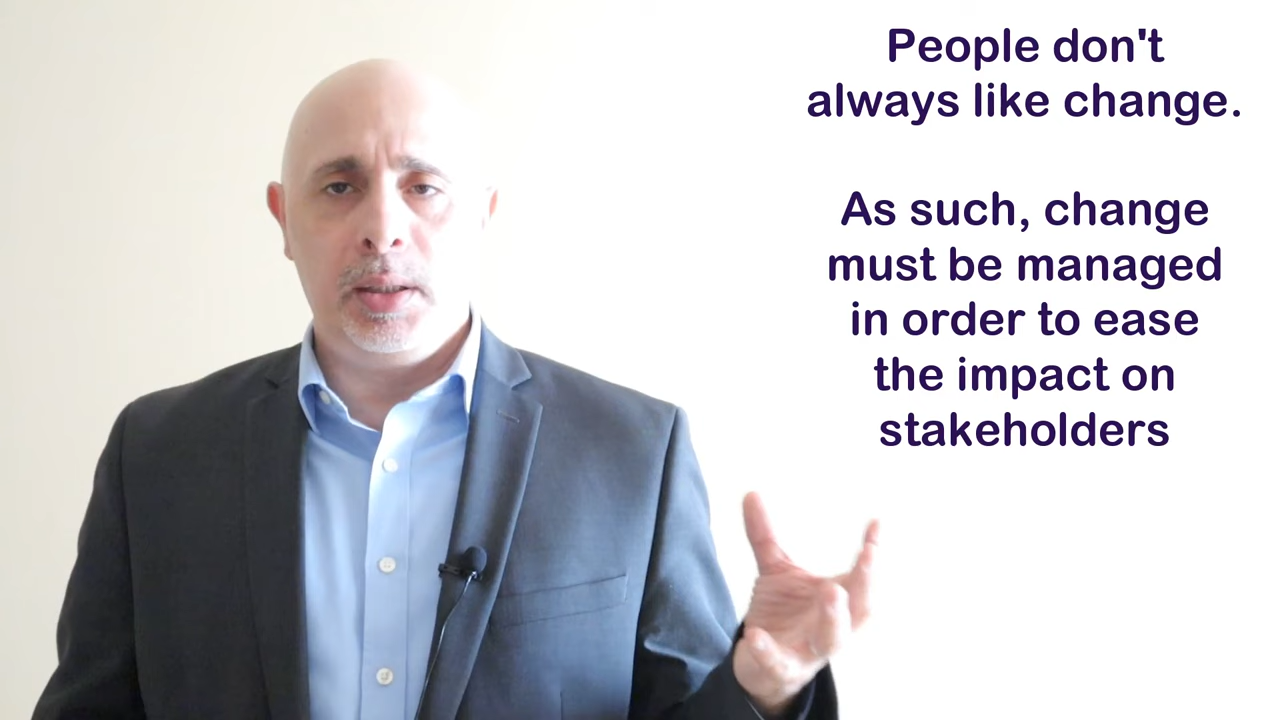 People don't
always like change.
As such, change
must be managed
in order to ease
the impact on
stakeholders